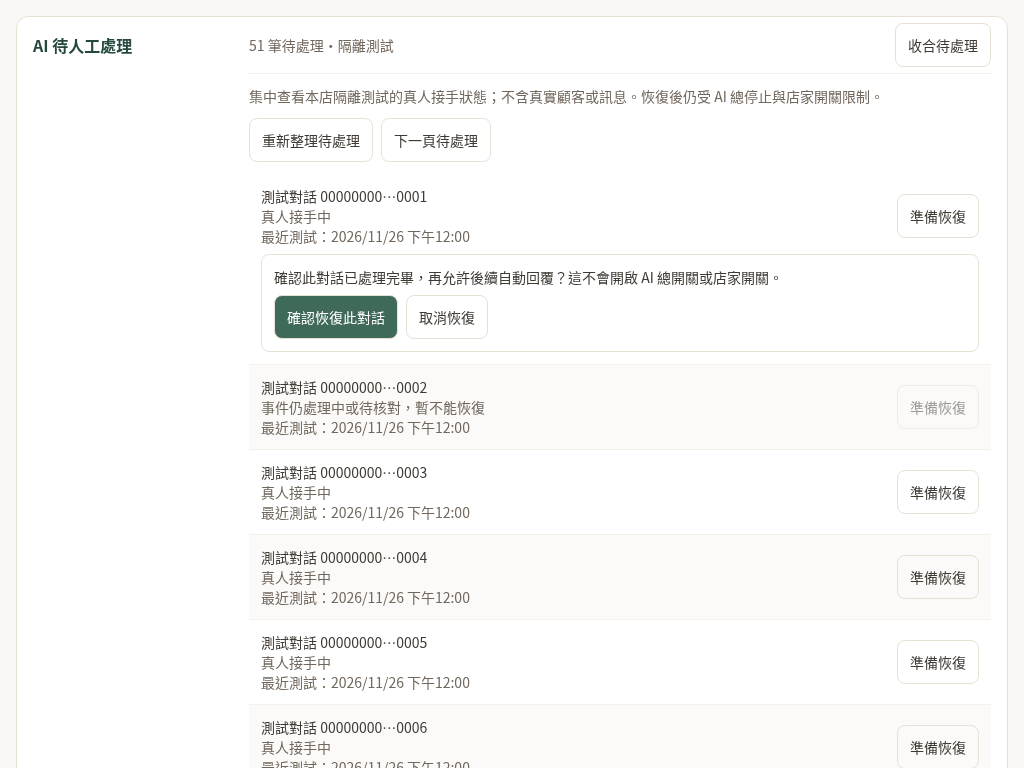 AI 待人工處理
51 筆待處理・隔離測試
收合待處理
集中查看本店隔離測試的真人接手狀態；不含真實顧客或訊息。恢復後仍受 AI 總停止與店家開關限制。
重新整理待處理
下一頁待處理
測試對話 00000000…0001
真人接手中
最近測試：2026/11/26 下午12:00
準備恢復
確認此對話已處理完畢，再允許後續自動回覆？這不會開啟 AI 總開關或店家開關。
確認恢復此對話
取消恢復
測試對話 00000000…0002
事件仍處理中或待核對，暫不能恢復
最近測試：2026/11/26 下午12:00
準備恢復
測試對話 00000000…0003
真人接手中
最近測試：2026/11/26 下午12:00
準備恢復
測試對話 00000000…0004
真人接手中
最近測試：2026/11/26 下午12:00
準備恢復
測試對話 00000000…0005
真人接手中
最近測試：2026/11/26 下午12:00
準備恢復
測試對話 00000000…0006
真人接手中
最近測試：2026/11/26 下午12:00
準備恢復